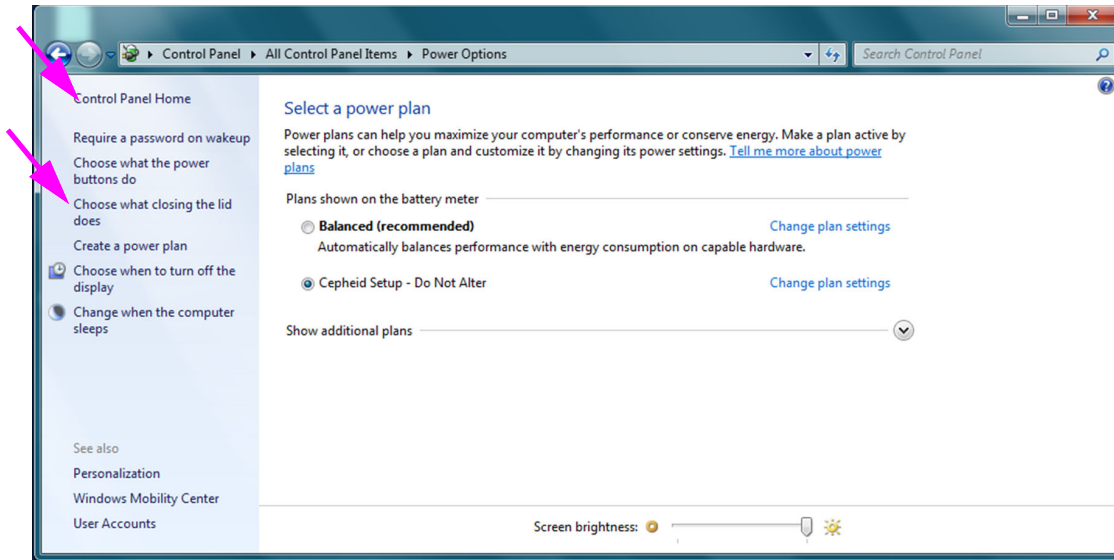 Control Panel
All Control Panel Items
Power Options
Search Control Panel
Control Panel Home
Require a password on wakeup
Choose what the power
buttons do
Choose what closing the lid
does
Create a power plan
Choose when to turn off the
display
Change when the computer
sleeps
See also
Personalization
Windows Mobility Center
User Accounts
Select a power plan
Power plans can help you maximize your computer's performance or conserve energy. Make a plan active by
selecting it, or choose a plan and customize it by changing its power settings. Tell me more about power
plans
Plans shown on the battery meter
Balanced (recommended) Change plan settings
Automatically balances performance with energy consumption on capable hardware.
Cepheid Setup - Do Not Alter Change plan settings
Show additional plans
Screen brightness: